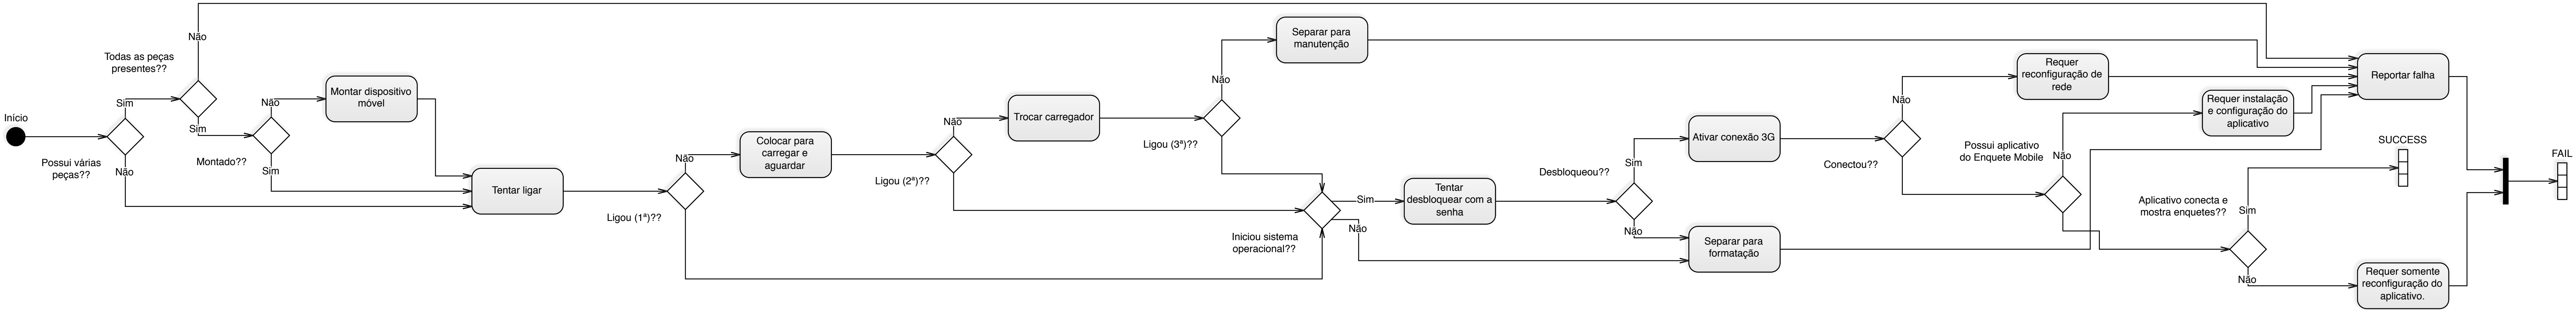 Início
Possui várias
peças??
Sim
Não
Todas as peças
presentes??
Não
Sim
Montado??
Não
Sim
Montar dispositivo
móvel
Tentar ligar
Ligou (1ª)??
Não
Colocar para
carregar e
aguardar
Ligou (2ª)??
Não
Trocar carregador
Ligou (3ª)??
Não
Separar para
manutenção
Iniciou sistema
operacional??
Sim
Não
Tentar
desbloquear com a
senha
Desbloqueou??
Sim
Não
Ativar conexão 3G
Separar para
formatação
Conectou??
Não
Requer
reconfiguração de
rede
Possui aplicativo
do Enquete Mobile
Não
Requer instalação
e configuração do
aplicativo
Aplicativo conecta e
mostra enquetes??
Sim
Não
Reportar falha
SUCCESS
Requer somente
reconfiguração do
aplicativo.
FAIL